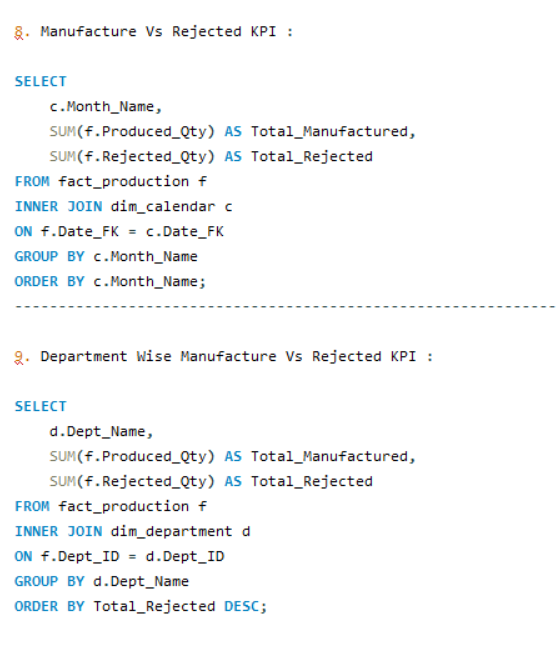 8. Manufacture Vs Rejected KPI :
SELECT
c.Month_Name,
SUM(f.Produced_Qty) AS Total_Manufactured,
SUM(f.Rejected_Qty) AS Total_Rejected
FROM fact_production f
INNER JOIN dim_calendar c
ON f.Date_FK = c.Date_FK
GROUP BY c.Month_Name
ORDER BY c.Month_Name;
--------------------------------------------------------------
9. Department Wise Manufacture Vs Rejected KPI :
SELECT
d.Dept_Name,
SUM(f.Produced_Qty) AS Total_Manufactured,
SUM(f.Rejected_Qty) AS Total_Rejected
FROM fact_production f
INNER JOIN dim_department d
ON f.Dept_ID = d.Dept_ID
GROUP BY d.Dept_Name
ORDER BY Total_Rejected DESC;